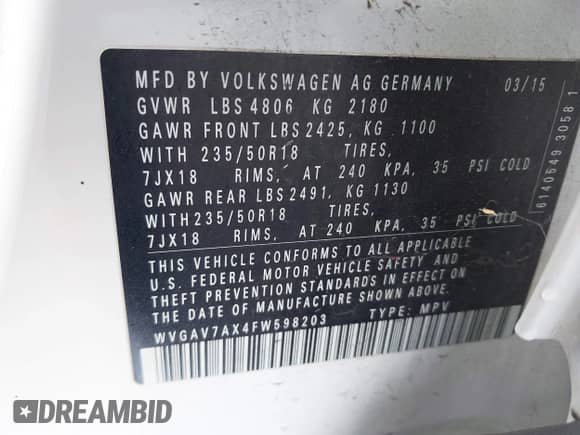 MFD BY VOLKSWAGEN AG GERMANY 03/15
GVWR LBS 4806 KG 2180
GAWR FRONT LBS 2425, KG 1100
WITH 235/50R18 TIRES,
7JX18 RIMS, AT 240 KPA, 35 PSI COLD
GAWR REAR LBS 2491, KG 1130
WITH235/50R18 TIRES,
7JX18 RIMS, AT 240 KPA, 35 PSI COLD
THIS VEHICLE CONFORMS TO ALL APPLICABLE
U.S. FEDERAL MOTOR VEHICLE SAFETY AND
THEFT PREVENTION STANDARDS IN EFFECT ON
THE DATE OF MANUFACTURE SHOWN ABOVE.
WVGAV7AX4FW598203 TYPE: MPV
6140549 3058 1
DREAMBID